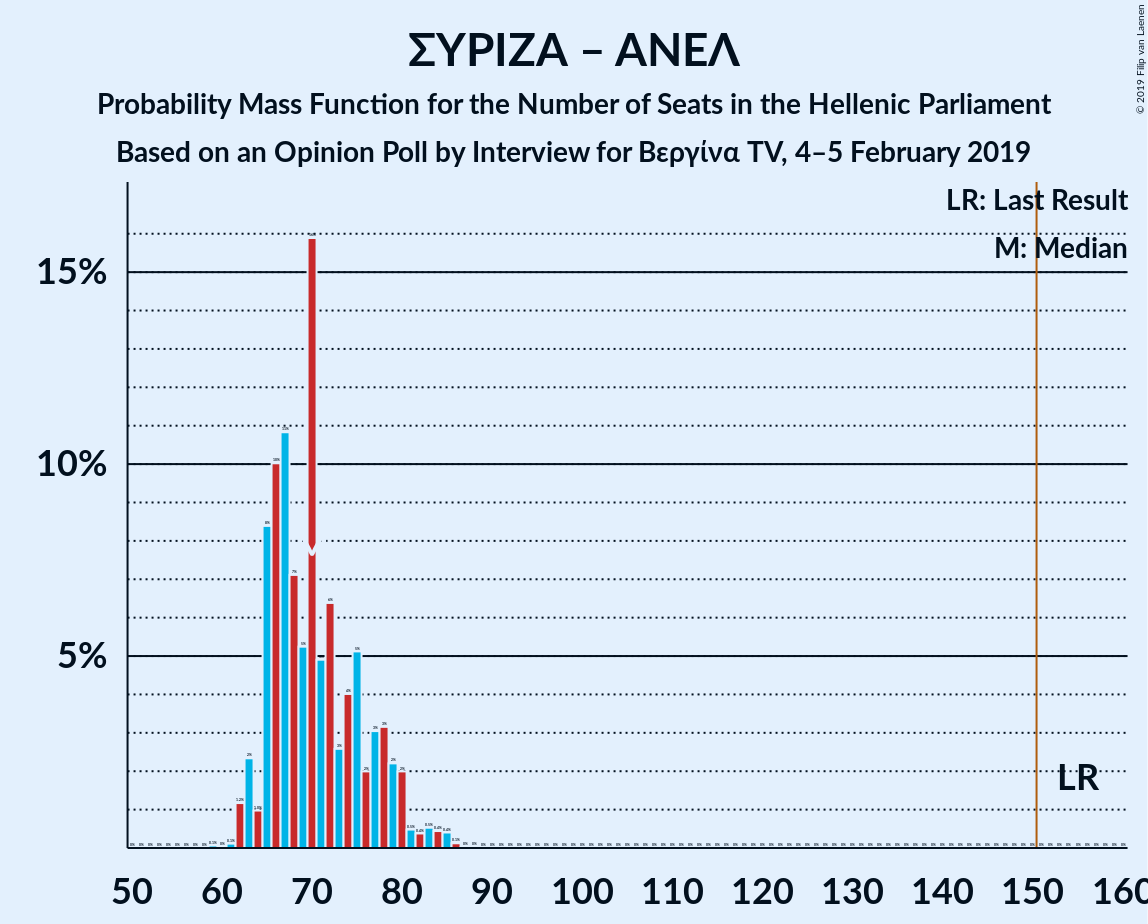 ΣΥΡΙΖΑ – ΑΝΕΛ
Probability Mass Function for the Number of Seats in the Hellenic Parliament
Based on an Opinion Poll by Interview for Βεργίνα TV, 4–5 February 2019
© 2019 Filip van Laenen
LR: Last Result
M: Median
15%
10%
5%
LR
50 60 70 80 90 100 110 120 130 140 150 160